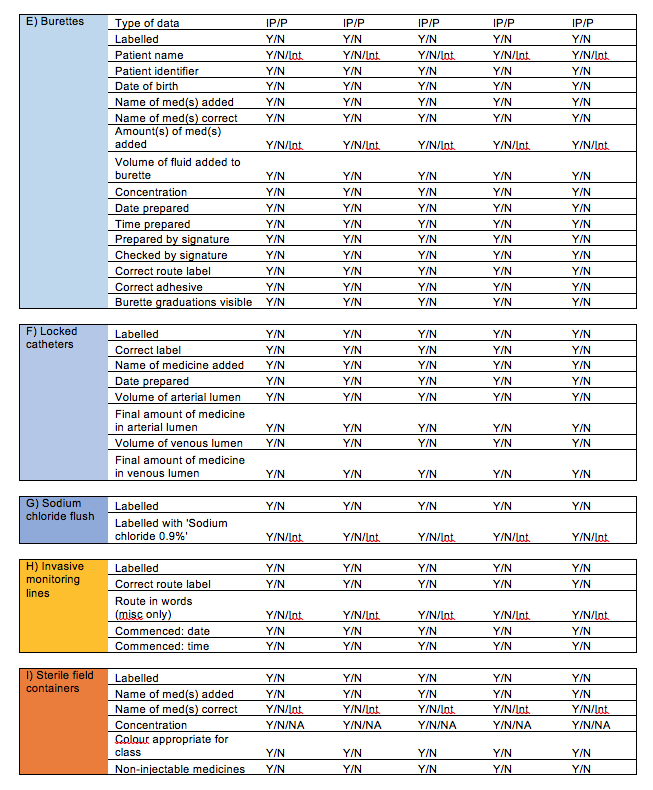 E) Burettes Type of data IP/P IP/P IP/P IP/P IP/P
Labelled Y/N Y/N Y/N Y/N Y/N
Patient name Y/N/Int Y/N/Int Y/N/Int Y/N/Int Y/N/Int
Patient identifier Y/N Y/N Y/N Y/N Y/N
Date of birth Y/N Y/N Y/N Y/N Y/N
Name of med(s) added Y/N Y/N Y/N Y/N Y/N
Name of med(s) correct Y/N Y/N Y/N Y/N Y/N
Amount(s) of med(s)
added Y/N/Int Y/N/Int Y/N/Int Y/N/Int Y/N/Int
Volume of fluid added to
burette Y/N Y/N Y/N Y/N Y/N
Concentration Y/N Y/N Y/N Y/N Y/N
Date prepared Y/N Y/N Y/N Y/N Y/N
Time prepared Y/N Y/N Y/N Y/N Y/N
Prepared by signature Y/N Y/N Y/N Y/N Y/N
Checked by signature Y/N Y/N Y/N Y/N Y/N
Correct route label Y/N Y/N Y/N Y/N Y/N
Correct adhesive Y/N Y/N Y/N Y/N Y/N
Burette graduations visible Y/N Y/N Y/N Y/N Y/N
F) Locked Labelled Y/N Y/N Y/N Y/N Y/N
catheters Correct label Y/N Y/N Y/N Y/N Y/N
Name of medicine added Y/N Y/N Y/N Y/N Y/N
Date prepared Y/N Y/N Y/N Y/N Y/N
Volume of arterial lumen Y/N Y/N Y/N Y/N Y/N
Final amount of medicine
in arterial lumen Y/N Y/N Y/N Y/N Y/N
Volume of venous lumen Y/N Y/N Y/N Y/N Y/N
Final amount of medicine
in venous lumen Y/N Y/N Y/N Y/N Y/N
G) Sodium Labelled Y/N Y/N Y/N Y/N Y/N
chloride flush Labelled with 'Sodium
chloride 0.9%' Y/N/Int Y/N/Int Y/N/Int Y/N/Int Y/N/Int
H) Invasive Labelled Y/N Y/N Y/N Y/N Y/N
monitoring Correct route label Y/N Y/N Y/N Y/N Y/N
lines Route in words
(misc only) Y/N/Int Y/N/Int Y/N/Int Y/N/Int Y/N/Int
Commenced: date Y/N Y/N Y/N Y/N Y/N
Commenced: time Y/N Y/N Y/N Y/N Y/N
I) Sterile field Labelled Y/N Y/N Y/N Y/N Y/N
containers Name of med(s) added Y/N Y/N Y/N Y/N Y/N
Name of med(s) correct Y/N/Int Y/N/Int Y/N/Int Y/N/Int Y/N/Int
Concentration Y/N/NA Y/N/NA Y/N/NA Y/N/NA Y/N/NA
Colour appropriate for
class Y/N Y/N Y/N Y/N Y/N
Non-injectable medicines Y/N Y/N Y/N Y/N Y/N